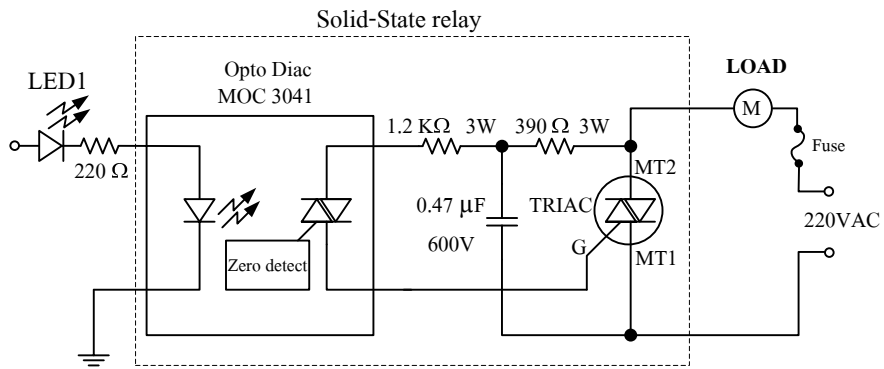 Solid-State relay
LED1
220 Ω
Opto Diac
MOC 3041
Zero detect
1.2 KΩ 3W
390 Ω 3W
0.47 μF
600V
TRIAC
MT2
G
MT1
LOAD
M
Fuse
220VAC